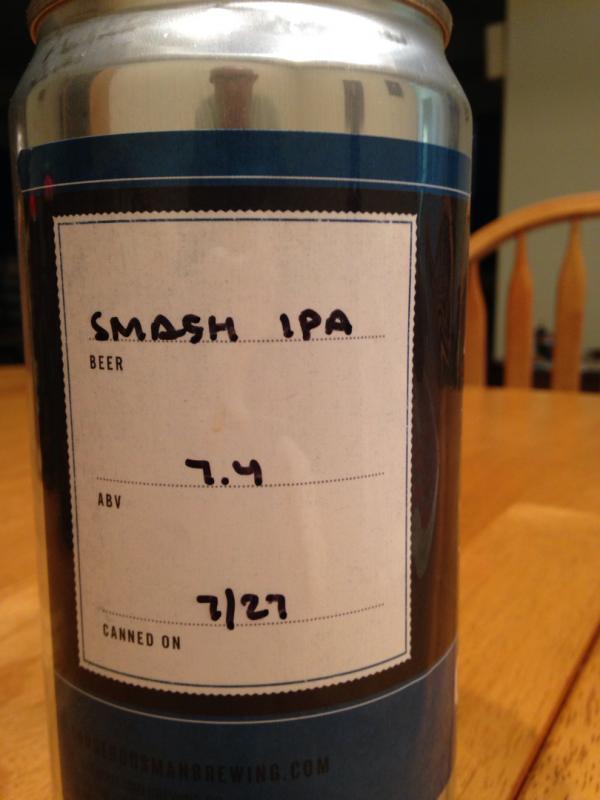 SMASH IPA
BEER
7.4
ABV
7/27
CANNED ON